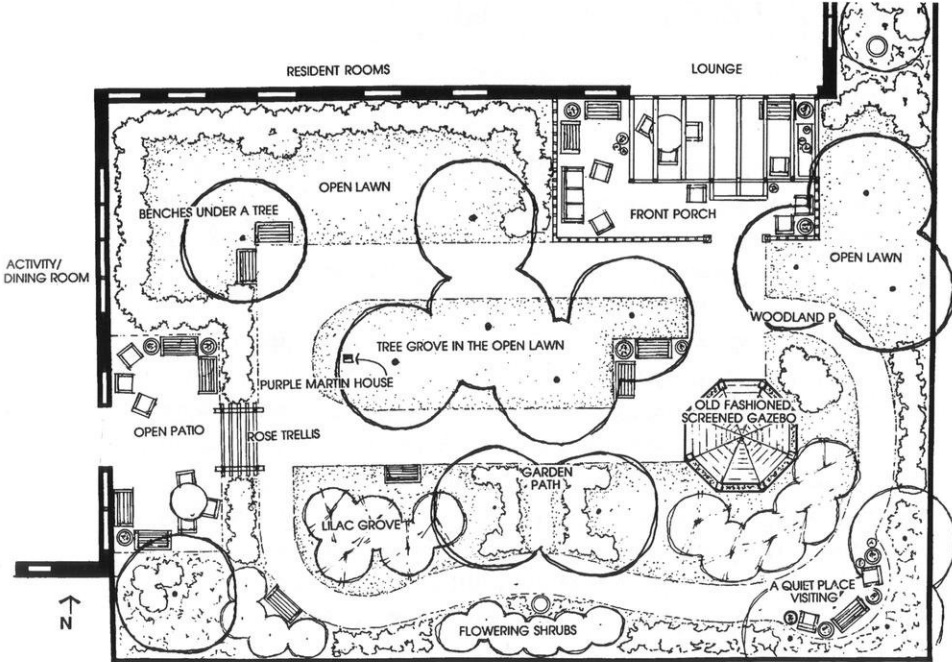 RESIDENT ROOMS
LOUNGE
OPEN LAWN
BENCHES UNDER A TREE
FRONT PORCH
ACTIVITY/
DINING ROOM
OPEN LAWN
WOODLAND P
TREE GROVE IN THE OPEN LAWN
PURPLE MARTIN HOUSE
OLD FASHIONED
SCREENED GAZEBO
OPEN PATIO
ROSE TRELLIS
GARDEN
PATH
LILAC GROVE
A QUIET PLACE
VISITING
N
FLOWERING SHRUBS